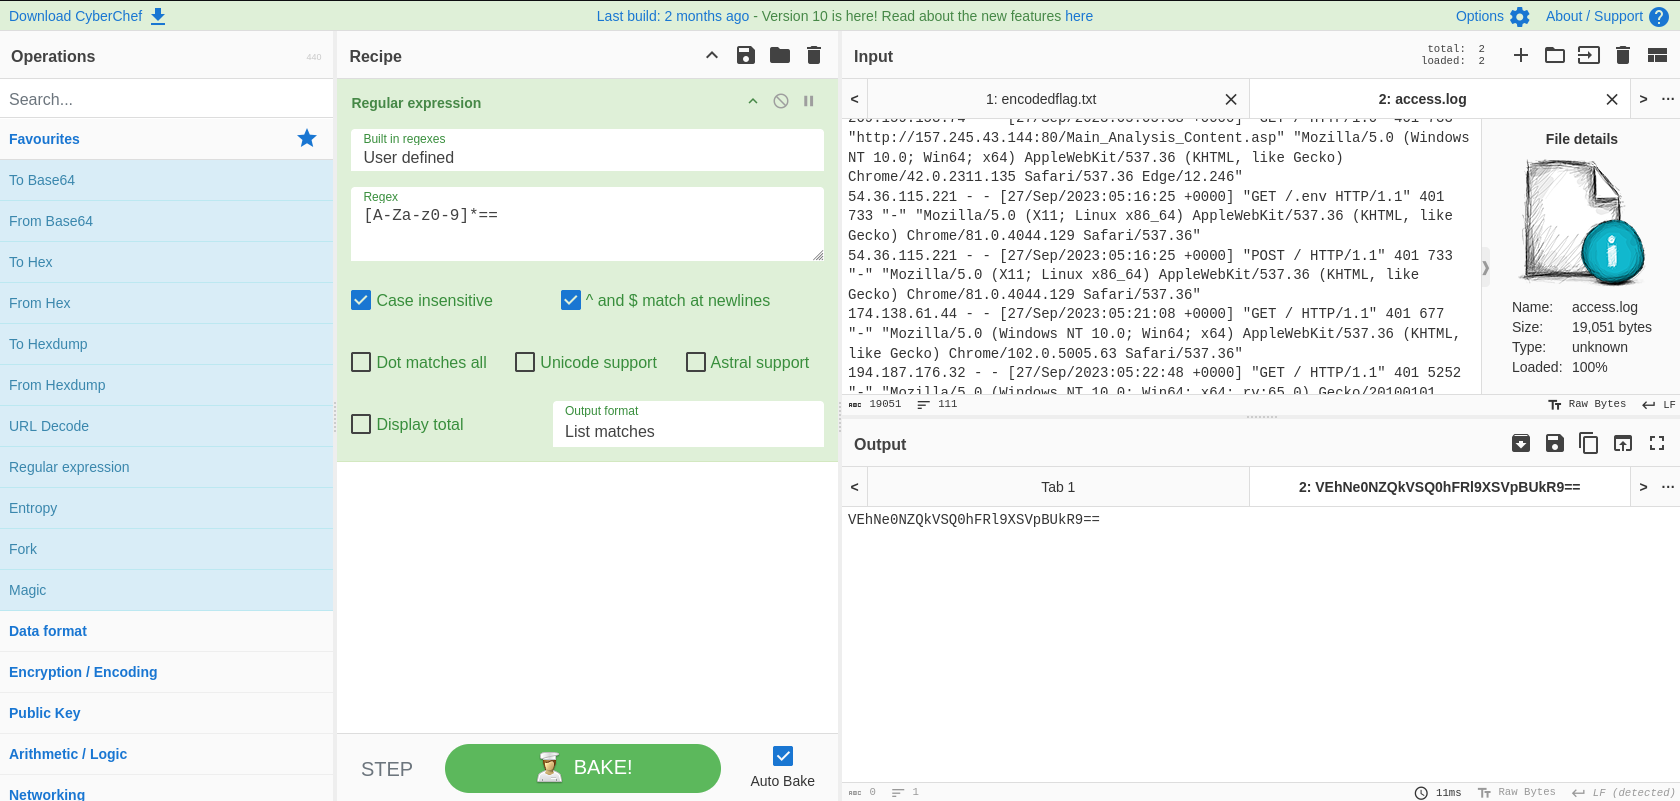 Download CyberChef
Last build: 2 months ago - Version 10 is here! Read about the new features here
Options
About / Support
Operations
440
Search...
Favourites
To Base64
From Base64
To Hex
From Hex
To Hexdump
From Hexdump
URL Decode
Regular expression
Entropy
Fork
Magic
Data format
Encryption / Encoding
Public Key
Arithmetic / Logic
Networking
Recipe
Regular expression
Built in regexes
User defined
Regex
[A-Za-z0-9]*==
Case insensitive
^ and $ match at newlines
Dot matches all
Unicode support
Astral support
Display total
Output format
List matches
STEP
BAKE!
Auto Bake
Input
total: 2
loaded: 2
< 1: encodedflag.txt
2: access.log > ...
"http://157.245.43.144:80/Main_Analysis_Content.asp" "Mozilla/5.0 (Windows
NT 10.0; Win64; x64) AppleWebKit/537.36 (KHTML, like Gecko)
Chrome/42.0.2311.135 Safari/537.36 Edge/12.246"
54.36.115.221 - - [27/Sep/2023:05:16:25 +0000] "GET /.env HTTP/1.1" 401
733 "-" "Mozilla/5.0 (X11; Linux x86_64) AppleWebKit/537.36 (KHTML, like
Gecko) Chrome/81.0.4044.129 Safari/537.36"
54.36.115.221 - - [27/Sep/2023:05:16:25 +0000] "POST / HTTP/1.1" 401 733
"-" "Mozilla/5.0 (X11; Linux x86_64) AppleWebKit/537.36 (KHTML, like
Gecko) Chrome/81.0.4044.129 Safari/537.36"
174.138.61.44 - - [27/Sep/2023:05:21:08 +0000] "GET / HTTP/1.1" 401 677
"-" "Mozilla/5.0 (Windows NT 10.0; Win64; x64) AppleWebKit/537.36 (KHTML,
like Gecko) Chrome/102.0.5005.63 Safari/537.36"
194.187.176.32 - - [27/Sep/2023:05:22:48 +0000] "GET / HTTP/1.1" 401 5252
"-" "Mozilla/5.0 (Windows NT 10.0; Win64; x64; rv:65.0) Gecko/20100101
File details
Name: access.log
Size: 19,051 bytes
Type: unknown
Loaded: 100%
ABC 19051 111
Raw Bytes
LF
Output
< Tab 1
2: VEhNe0NZQkVSQ0hFRl9XSVpBUkR9== > ...
VEhNe0NZQkVSQ0hFRl9XSVpBUkR9==
ABC 0 1
11ms
Raw Bytes
LF (detected)